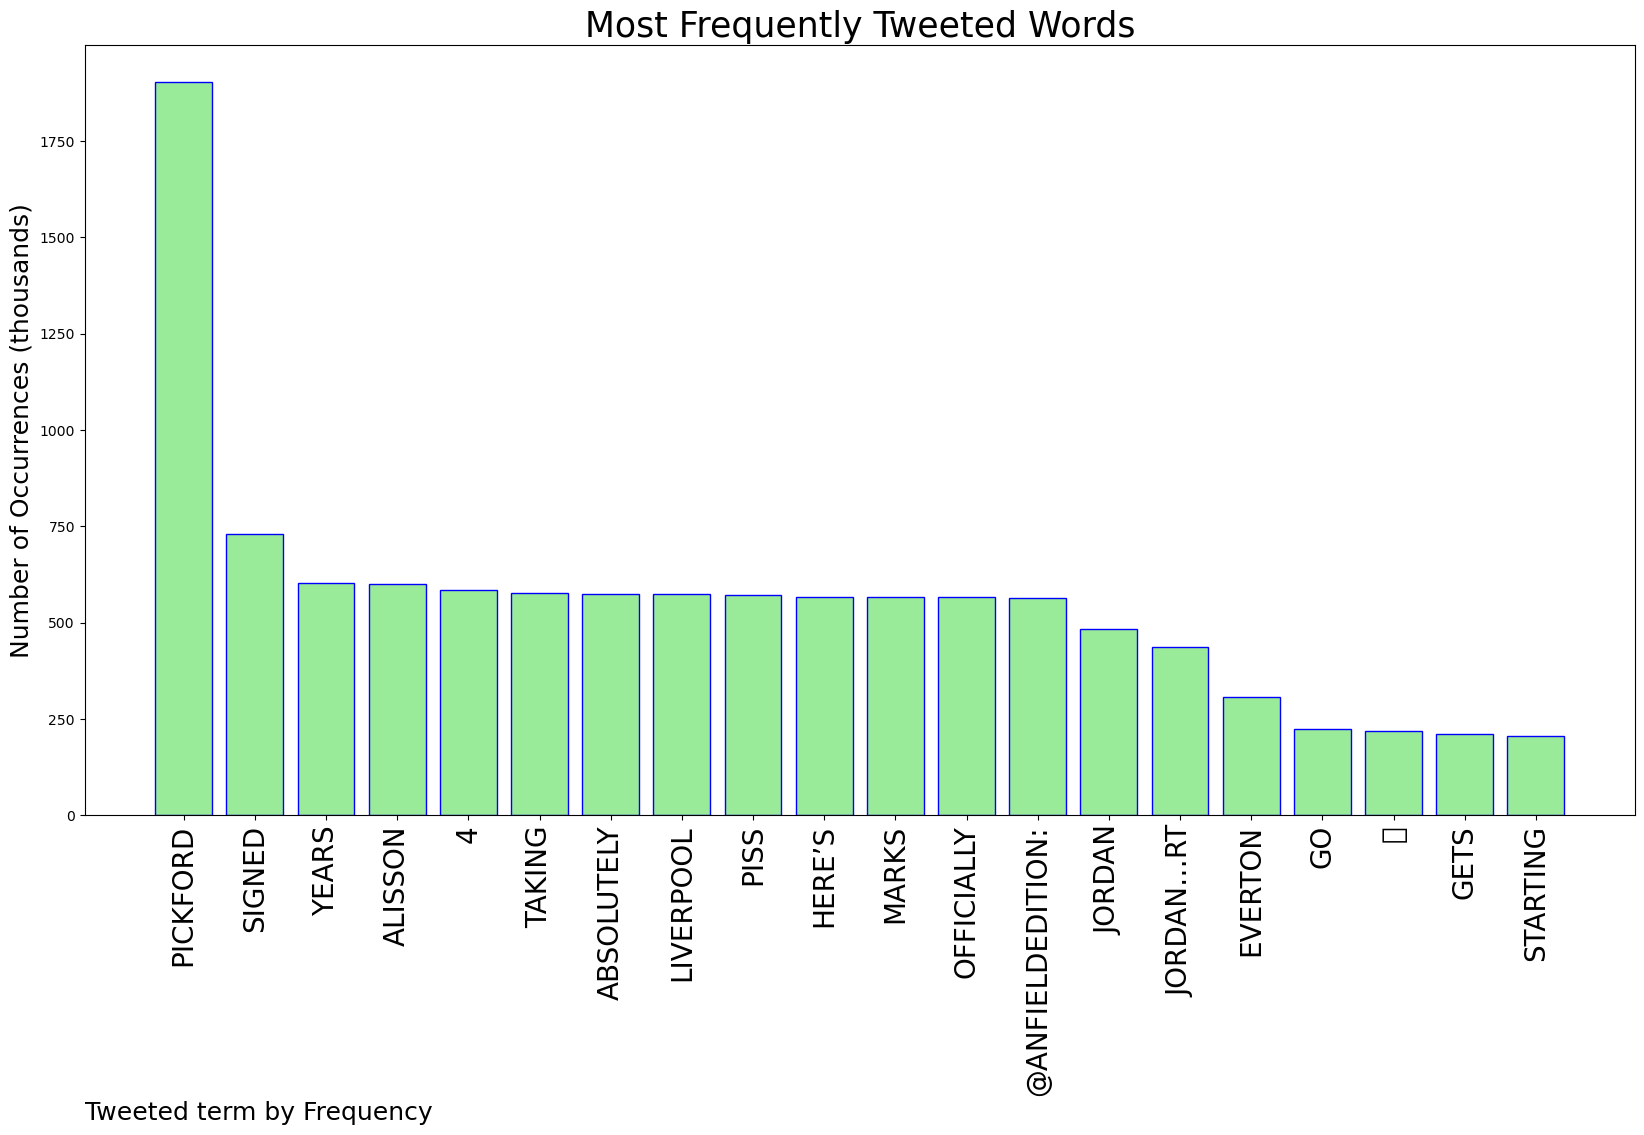 Most Frequently Tweeted Words
Number of Occurrences (thousands)
1750
1500
1250
1000
750
500
250
0
PICKFORD
SIGNED
YEARS
ALISSON
4
TAKING
ABSOLUTELY
LIVERPOOL
PISS
HERE’S
MARKS
OFFICIALLY
@ANFIELDEDITION:
JORDAN
JORDAN…RT
EVERTON
GO
GETS
STARTING
Tweeted term by Frequency